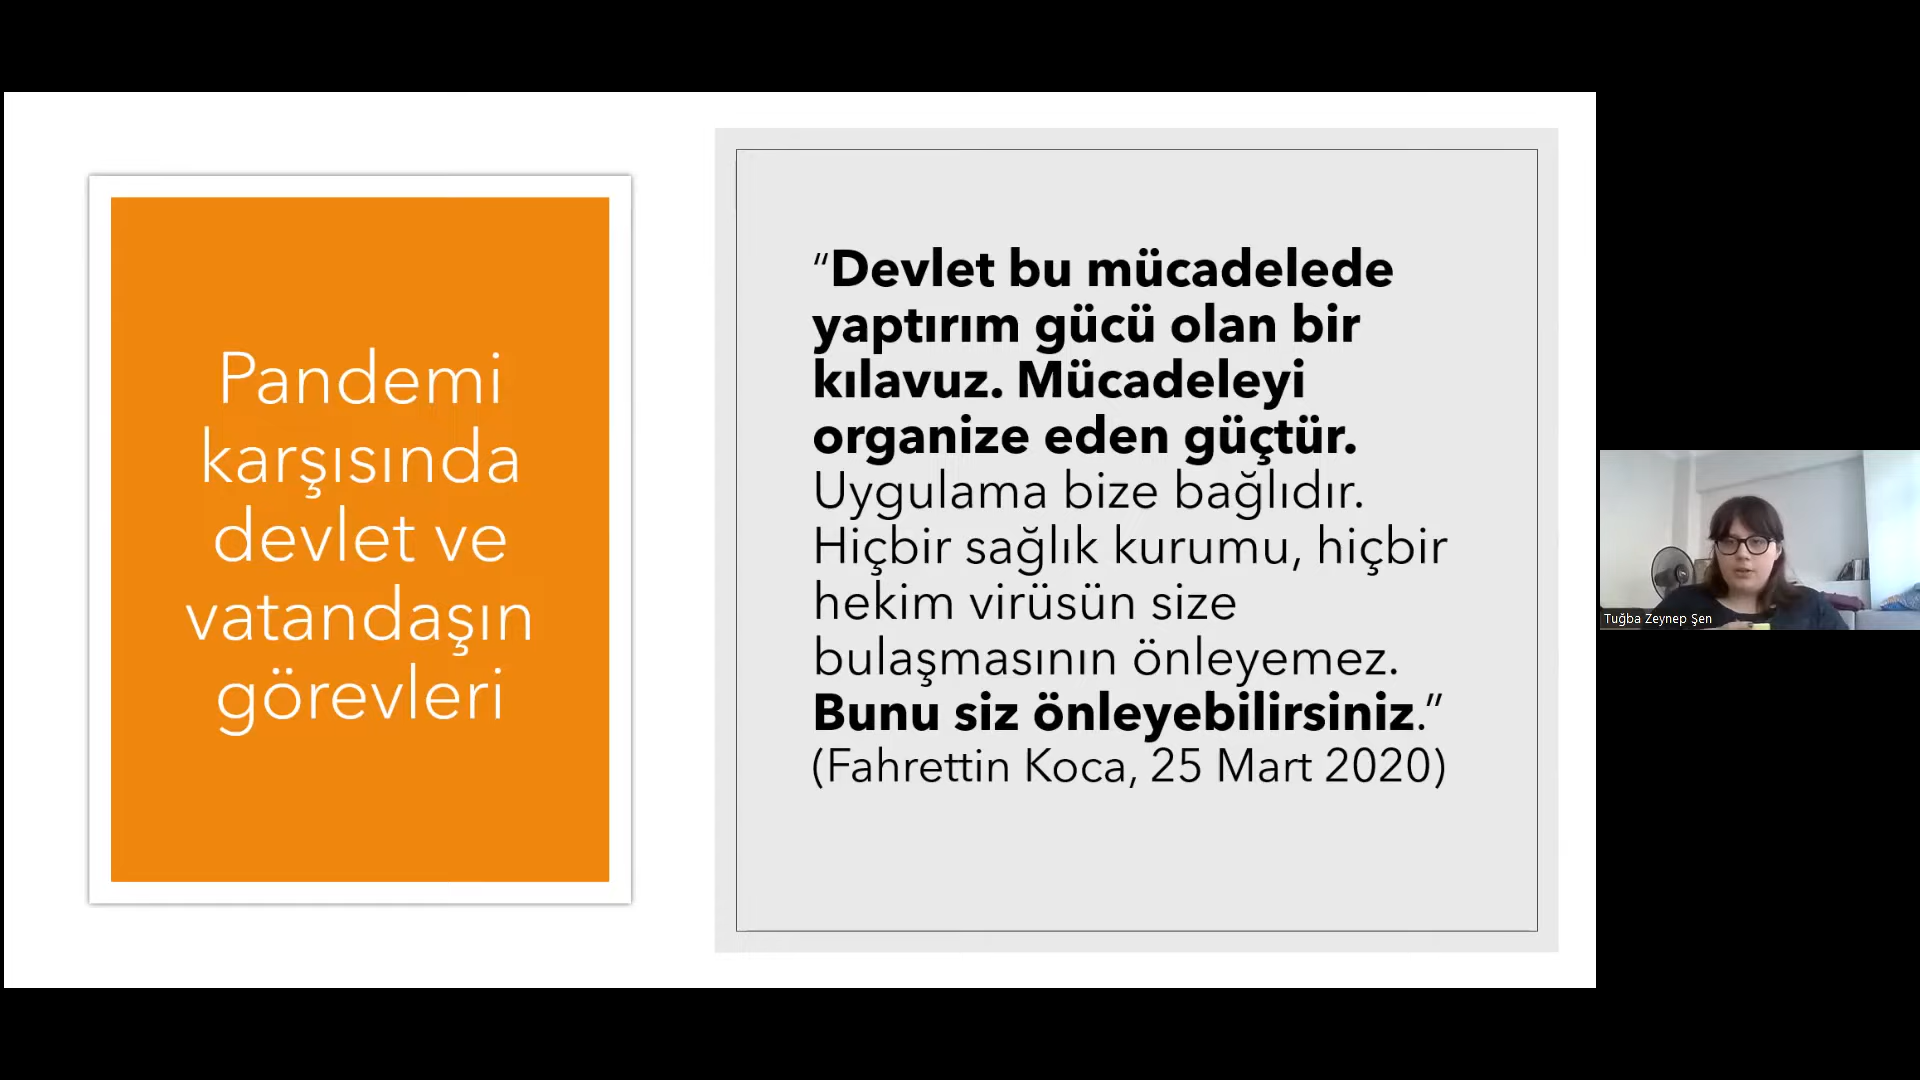 Pandemi
karşısında
devlet ve
vatandaşın
görevleri
“Devlet bu mücadelede
yaptırım gücü olan bir
kılavuz. Mücadeleyi
organize eden güçtür.
Uygulama bize bağlıdır.
Hiçbir sağlık kurumu, hiçbir
hekim virüsün size
bulaşmasının önleyemez.
Bunu siz önleyebilirsiniz.”
(Fahrettin Koca, 25 Mart 2020)
Tuğba Zeynep Şen